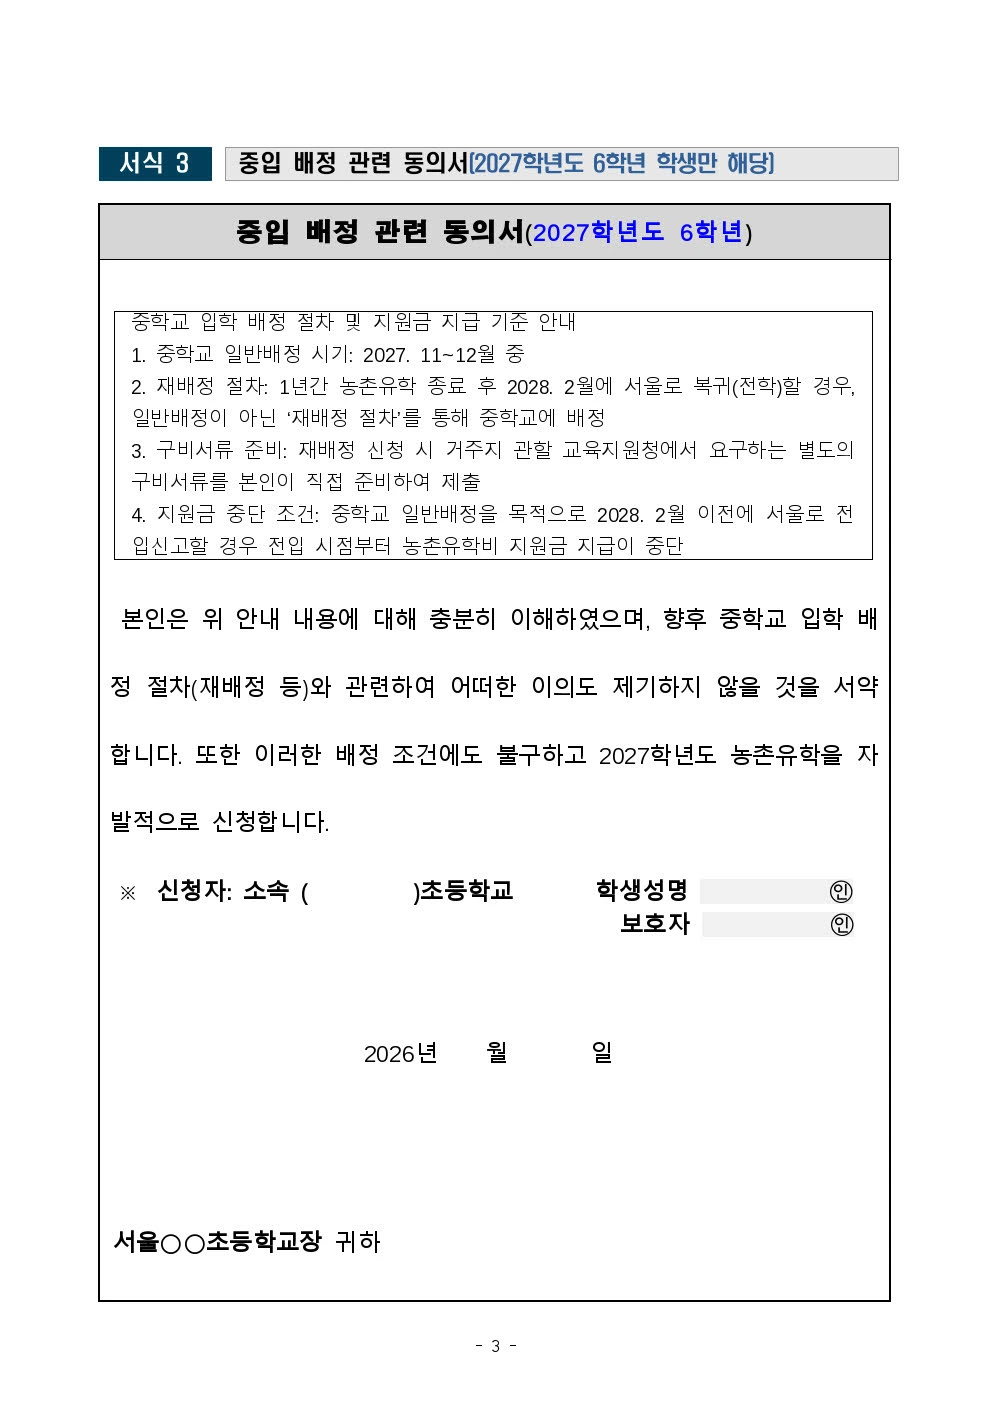 서식 3
중입 배정 관련 동의서(2027학년도 6학년 학생만 해당)
중입 배정 관련 동의서(2027학년도 6학년)
중학교 입학 배정 절차 및 지원금 지급 기준 안내
1. 중학교 일반배정 시기: 2027. 11~12월 중
2. 재배정 절차: 1년간 농촌유학 종료 후 2028. 2월에 서울로 복귀(전학)할 경우,
일반배정이 아닌 ‘재배정 절차’를 통해 중학교에 배정
3. 구비서류 준비: 재배정 신청 시 거주지 관할 교육지원청에서 요구하는 별도의
구비서류를 본인이 직접 준비하여 제출
4. 지원금 중단 조건: 중학교 일반배정을 목적으로 2028. 2월 이전에 서울로 전
입신고할 경우 전입 시점부터 농촌유학비 지원금 지급이 중단
본인은 위 안내 내용에 대해 충분히 이해하였으며, 향후 중학교 입학 배
정 절차(재배정 등)와 관련하여 어떠한 이의도 제기하지 않을 것을 서약
합니다. 또한 이러한 배정 조건에도 불구하고 2027학년도 농촌유학을 자
발적으로 신청합니다.
※ 신청자: 소속 ( )초등학교 학생성명 ㊞
보호자 ㊞
2026년 월 일
서울○○초등학교장 귀하
- 3 -